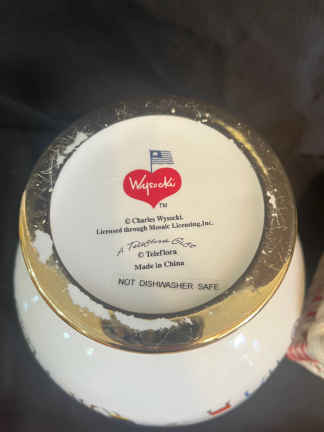 Wysocki
TM
© Charles Wysocki.
Licensed through Mosaic Licensing,Inc.
A Teleflora Gift
© Teleflora
Made in China
NOT DISHWASHER SAFE